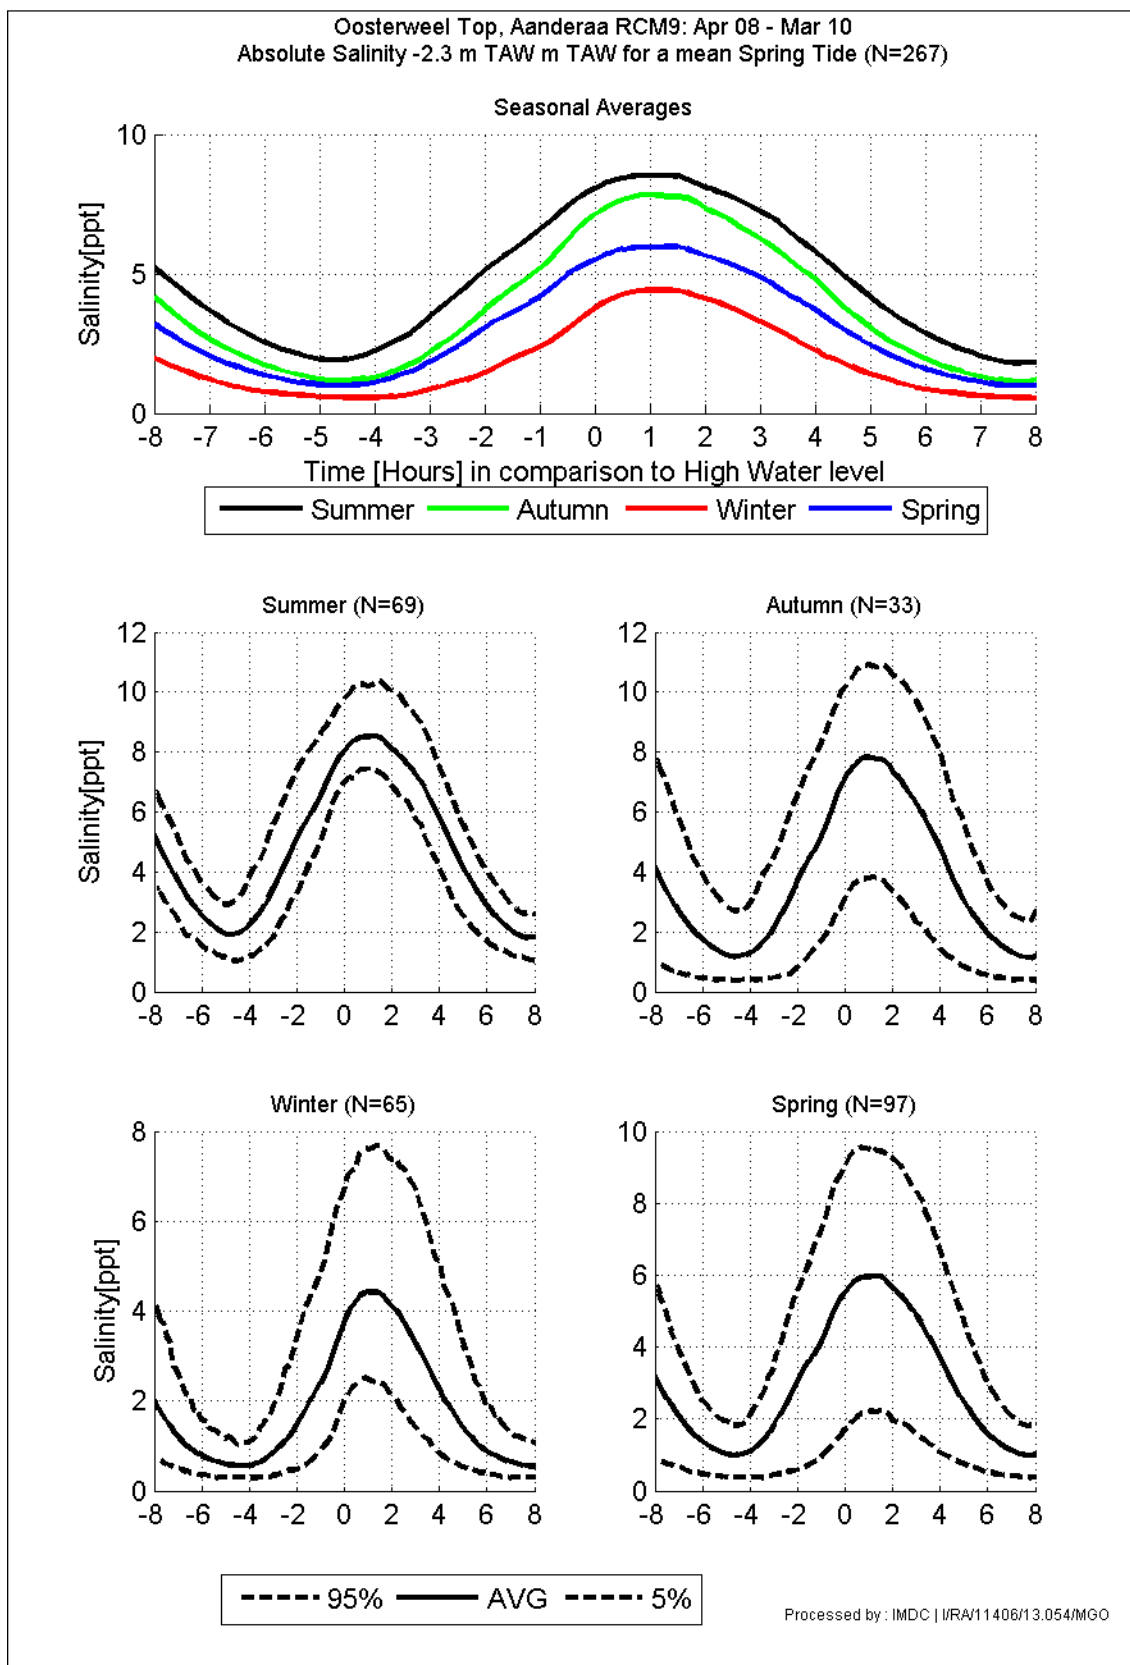 Oosterweel Top, Aanderaa RCM9: Apr 08 - Mar 10
Absolute Salinity -2.3 m TAW m TAW for a mean Spring Tide (N=267)
Seasonal Averages
10
5
0
Salinity[ppt]
-8 -7 -6 -5 -4 -3 -2 -1 0 1 2 3 4 5 6 7 8
Time [Hours] in comparison to High Water level
Summer Autumn Winter Spring
Summer (N=69)
12
10
8
6
4
2
0
Salinity[ppt]
-8 -6 -4 -2 0 2 4 6 8
Autumn (N=33)
12
10
8
6
4
2
0
-8 -6 -4 -2 0 2 4 6 8
Winter (N=65)
8
6
4
2
0
Salinity[ppt]
-8 -6 -4 -2 0 2 4 6 8
Spring (N=97)
10
8
6
4
2
0
-8 -6 -4 -2 0 2 4 6 8
95% AVG 5%
Processed by : IMDC | I/RA/11406/13.054/MGO